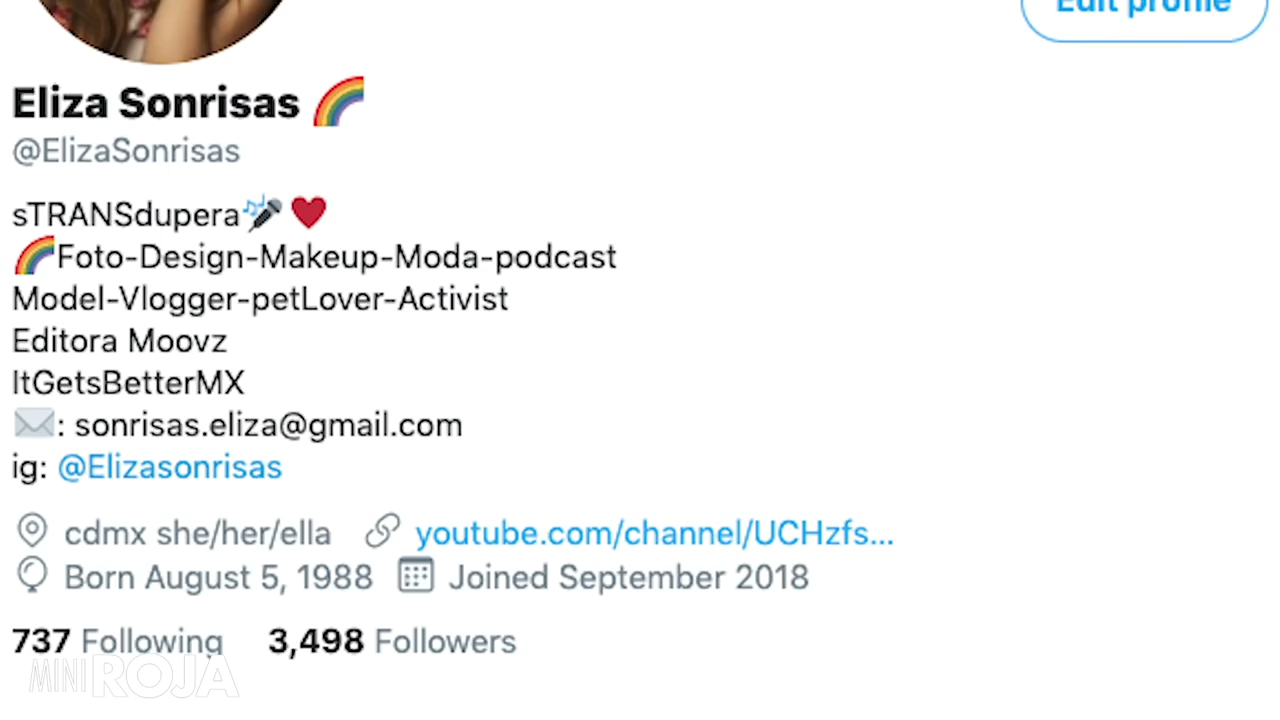 Edit profile
Eliza Sonrisas 🌈
@ElizaSonrisas
sTRANSdupera🎤❤️
🌈Foto-Design-Makeup-Moda-podcast
Model-Vlogger-petLover-Activist
Editora Moovz
ItGetsBetterMX
✉️: sonrisas.eliza@gmail.com
ig: @Elizasonrisas
cdmx she/her/ella youtube.com/channel/UCHzfs...
Born August 5, 1988 Joined September 2018
737 Following 3,498 Followers
MINI ROJA